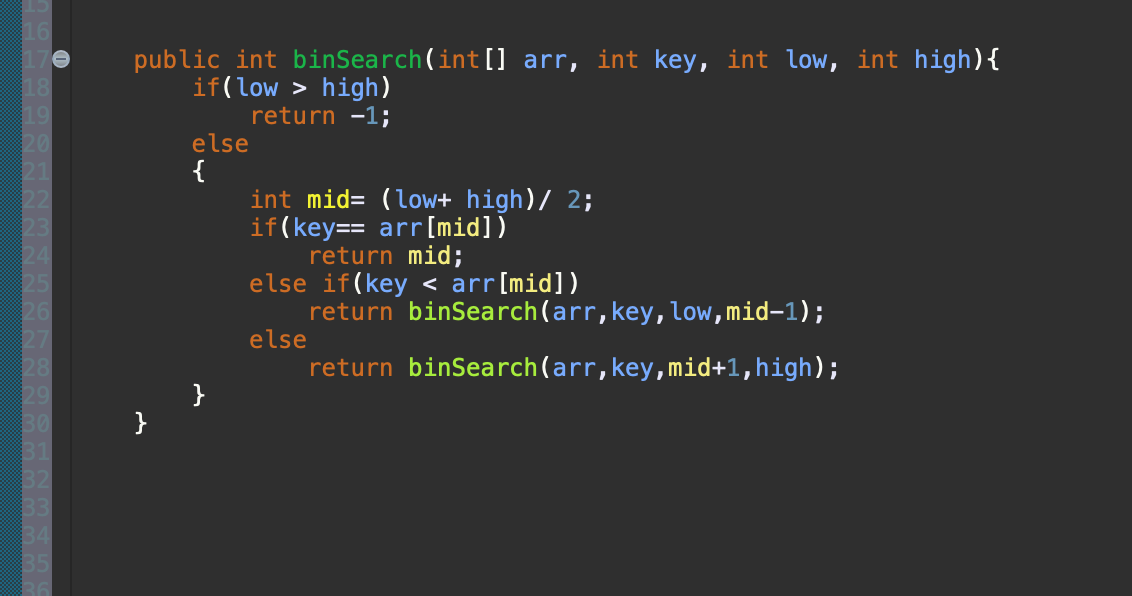 15
16
17 public int binSearch(int[] arr, int key, int low, int high){
18 if(low > high)
19 return -1;
20 else
21 {
22 int mid= (low+ high)/ 2;
23 if(key== arr[mid])
24 return mid;
25 else if(key < arr[mid])
26 return binSearch(arr,key,low,mid-1);
27 else
28 return binSearch(arr,key,mid+1,high);
29 }
30 }
31
32
33
34
35
36